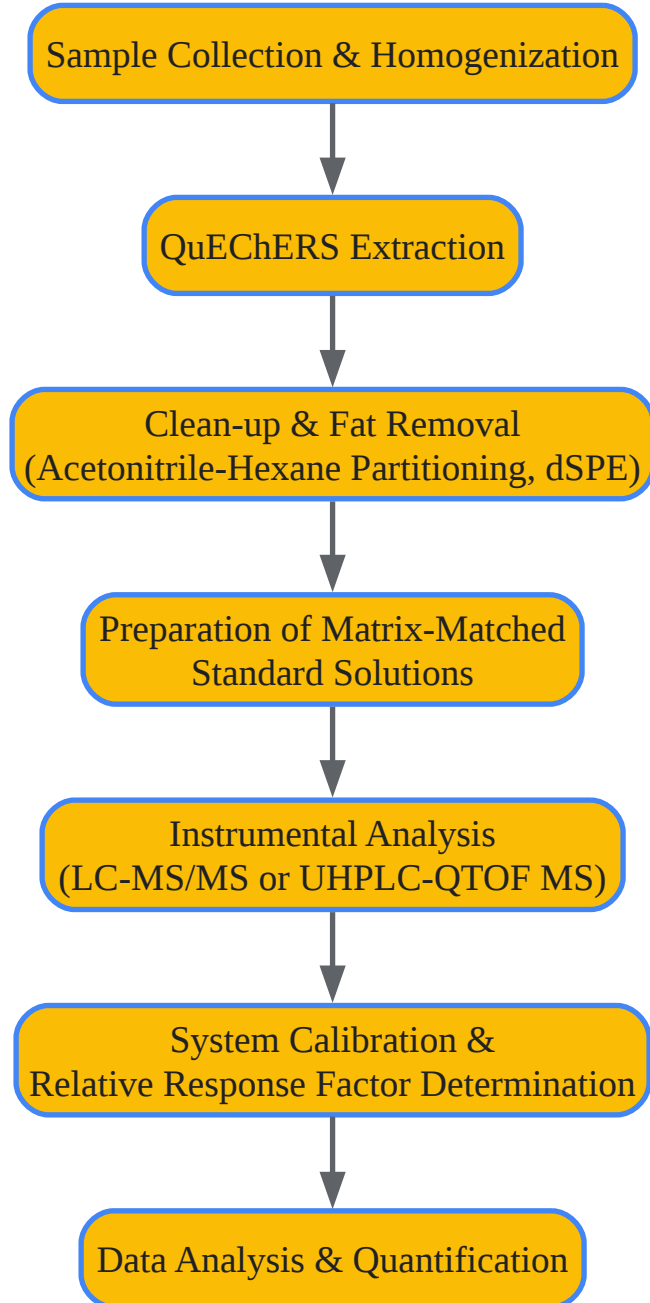 Sample Collection & Homogenization
QuEChERS Extraction
Clean-up & Fat Removal
(Acetonitrile-Hexane Partitioning, dSPE)
Preparation of Matrix-Matched
Standard Solutions
Instrumental Analysis
(LC-MS/MS or UHPLC-QTOF MS)
System Calibration &
Relative Response Factor Determination
Data Analysis & Quantification